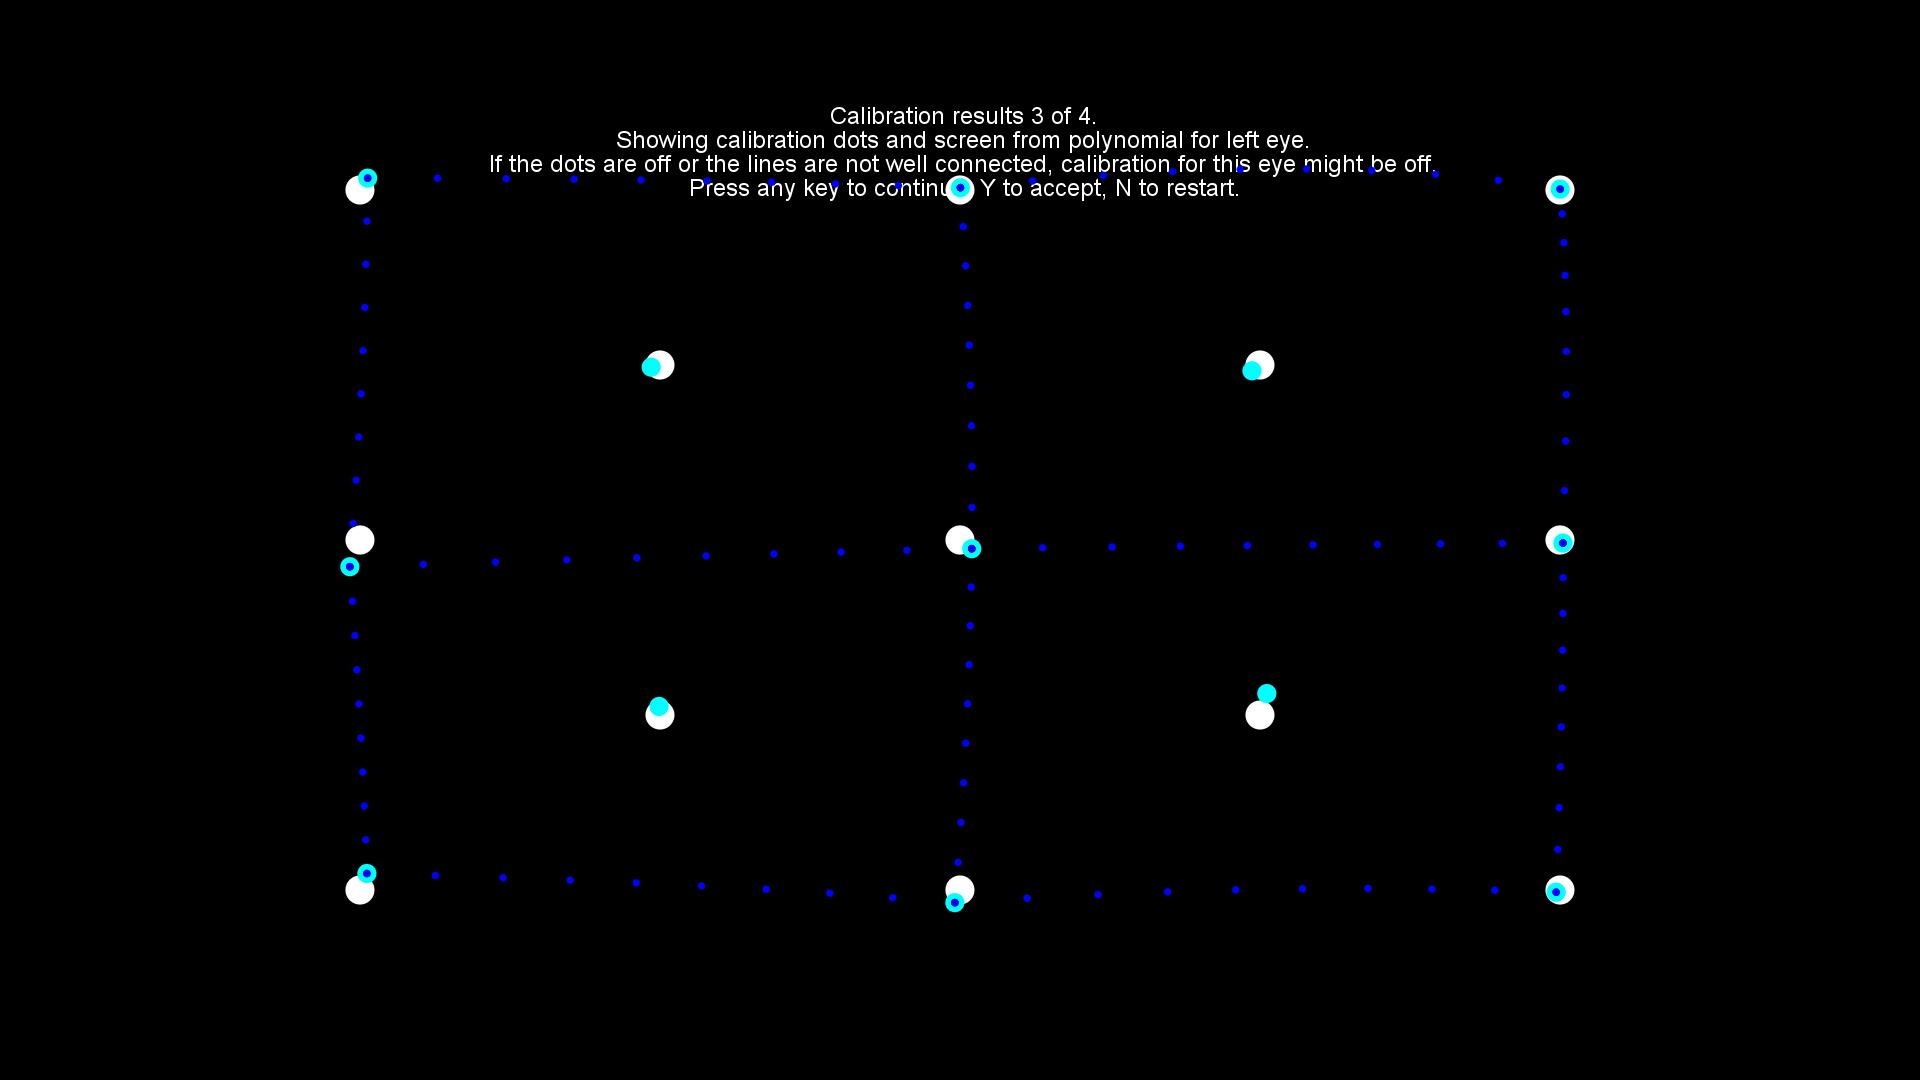 Calibration results 3 of 4.
Showing calibration dots and screen from polynomial for left eye.
If the dots are off or the lines are not well connected, calibration for this eye might be off.
Press any key to continue, Y to accept, N to restart.